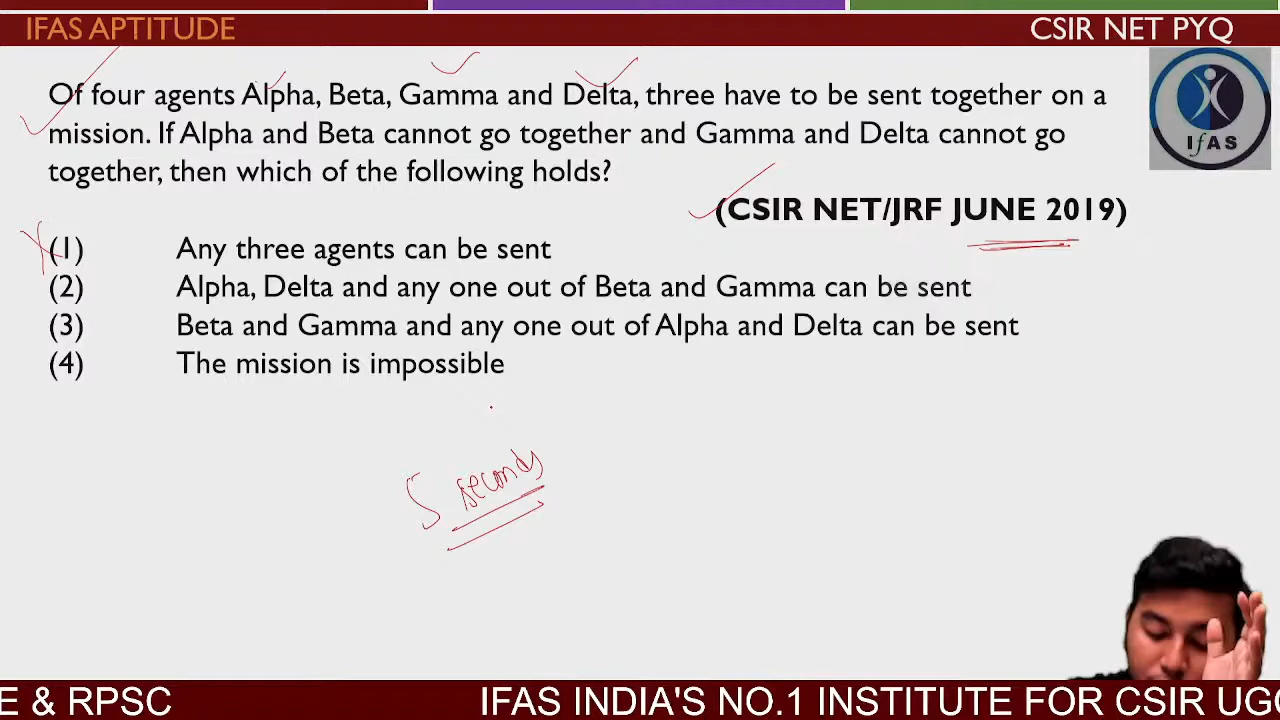 IFAS APTITUDE
CSIR NET PYQ
Of four agents Alpha, Beta, Gamma and Delta, three have to be sent together on a
mission. If Alpha and Beta cannot go together and Gamma and Delta cannot go
together, then which of the following holds?
IfAS
(CSIR NET/JRF JUNE 2019)
(1) Any three agents can be sent
(2) Alpha, Delta and any one out of Beta and Gamma can be sent
(3) Beta and Gamma and any one out of Alpha and Delta can be sent
(4) The mission is impossible
5 seconds
E & RPSC IFAS INDIA'S NO.1 INSTITUTE FOR CSIR UGC